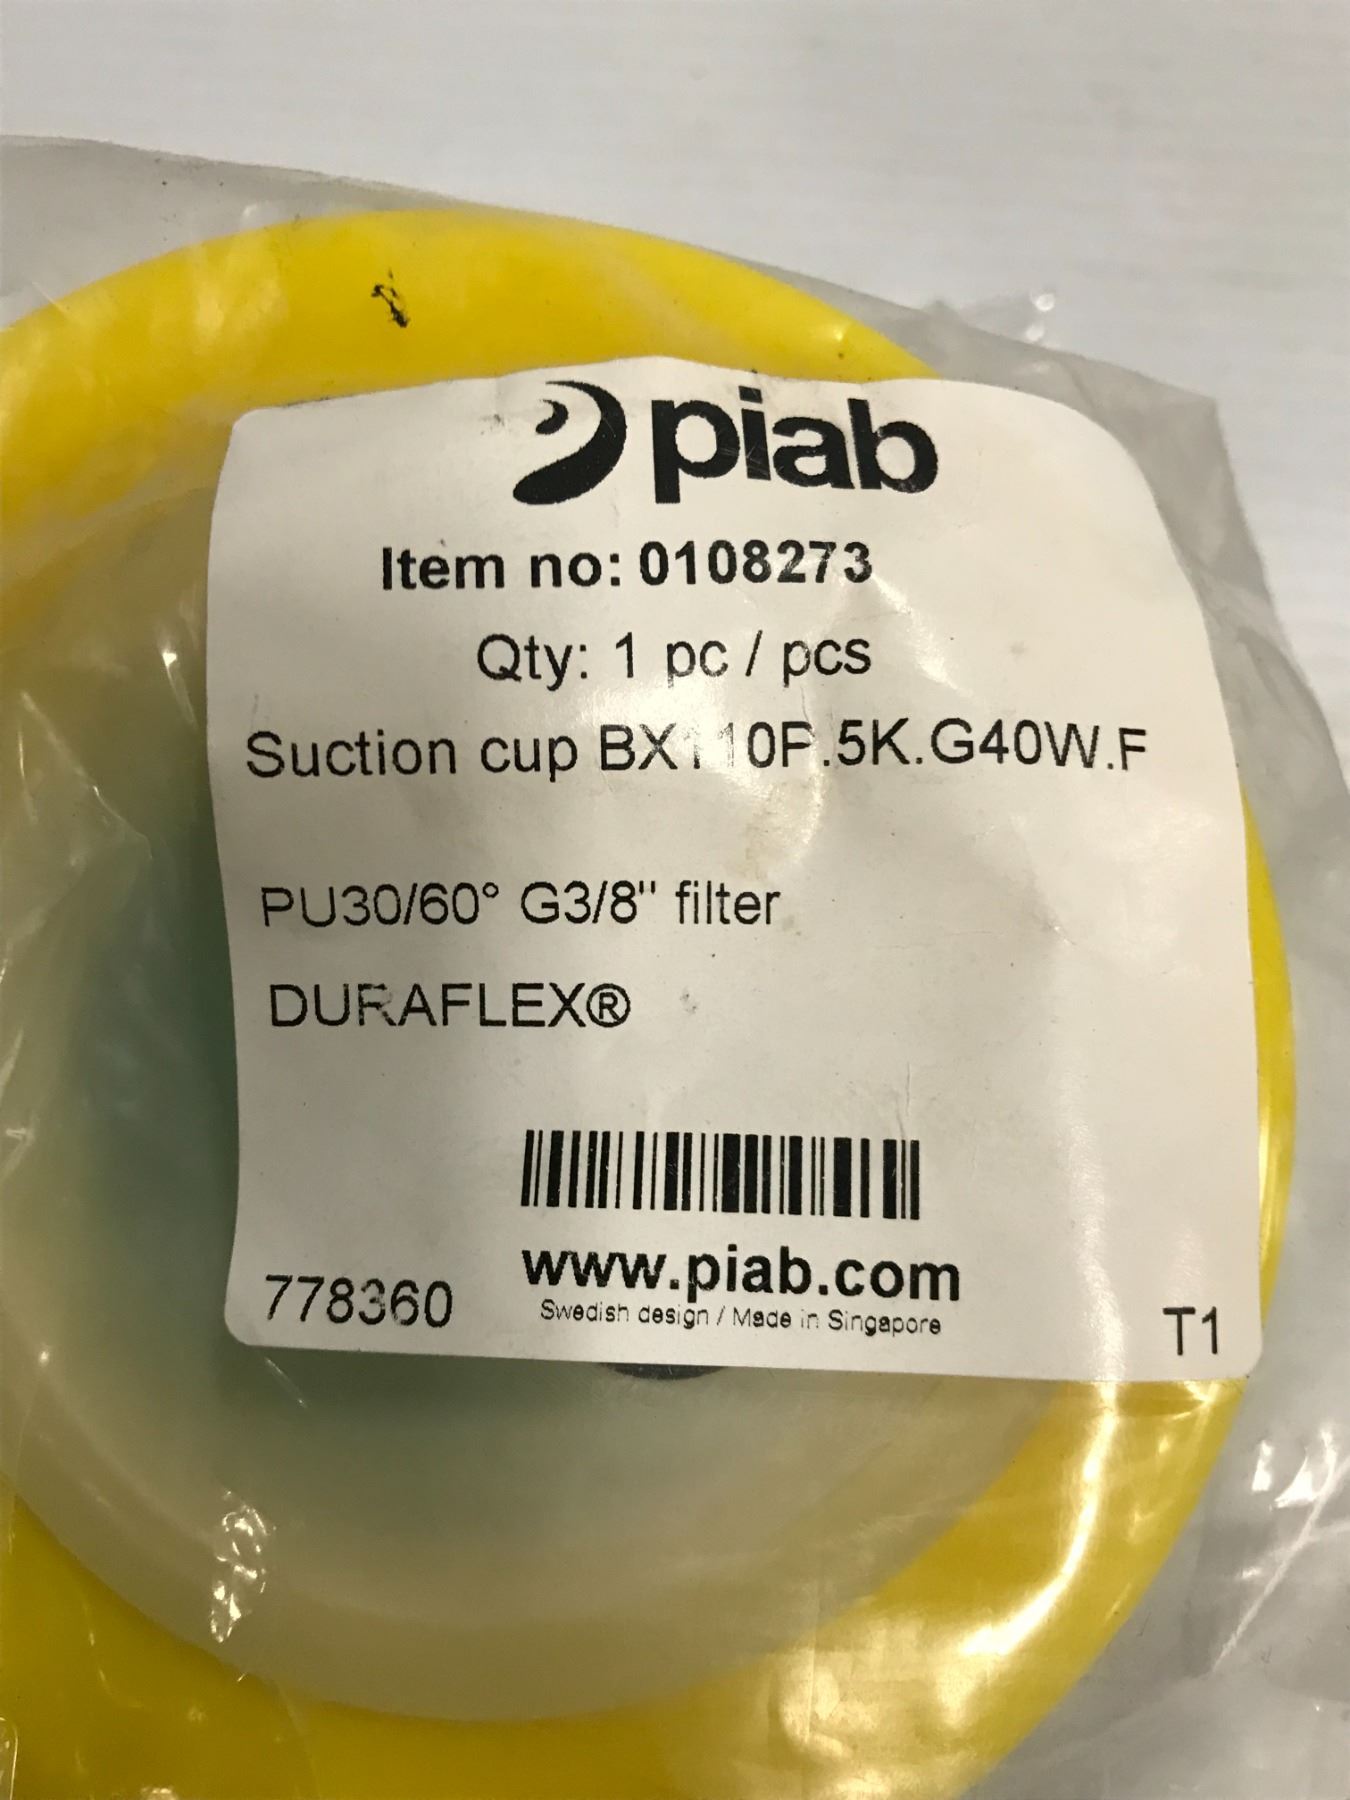 piab
Item no: 0108273
Qty: 1 pc / pcs
Suction cup BX110P.5K.G40W.F
PU30/60° G3/8" filter
DURAFLEX®
www.piab.com
778360
Swedish design / Made in Singapore
T1